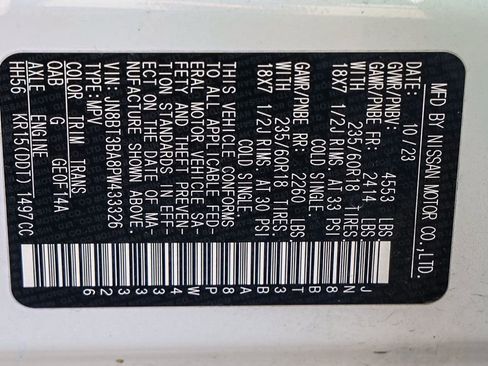 MFD BY NISSAN MOTOR CO.,LTD.
10/23
GVWR/PNBV: 4553 LBS
GAWR/PNBE FR: 2414 LBS.
WITH 235/60R18 TIRES.
18X7 1/2J RIMS, AT 33 PSI
COLD SINGLE.
GAWR/PNBE RR: 2260 LBS.
WITH 235/60R18 TIRES.
18X7 1/2J RIMS, AT 30 PSI
COLD SINGLE.
THIS VEHICLE CONFORMS
TO ALL APPLICABLE FED-
ERAL MOTOR VEHICLE SA-
FETY AND THEFT PREVEN-
TION STANDARDS IN EFF-
ECT ON THE DATE OF MA-
NUFACTURE SHOWN ABOVE.
VIN: JN8BT3BA8PW433326
TYPE:MPV
COLOR TRIM TRANS
QAB G GE0F14A
AXLE ENGINE
HH66 KR15(DDT) 1497CC
JN8BT3BA8PW433326